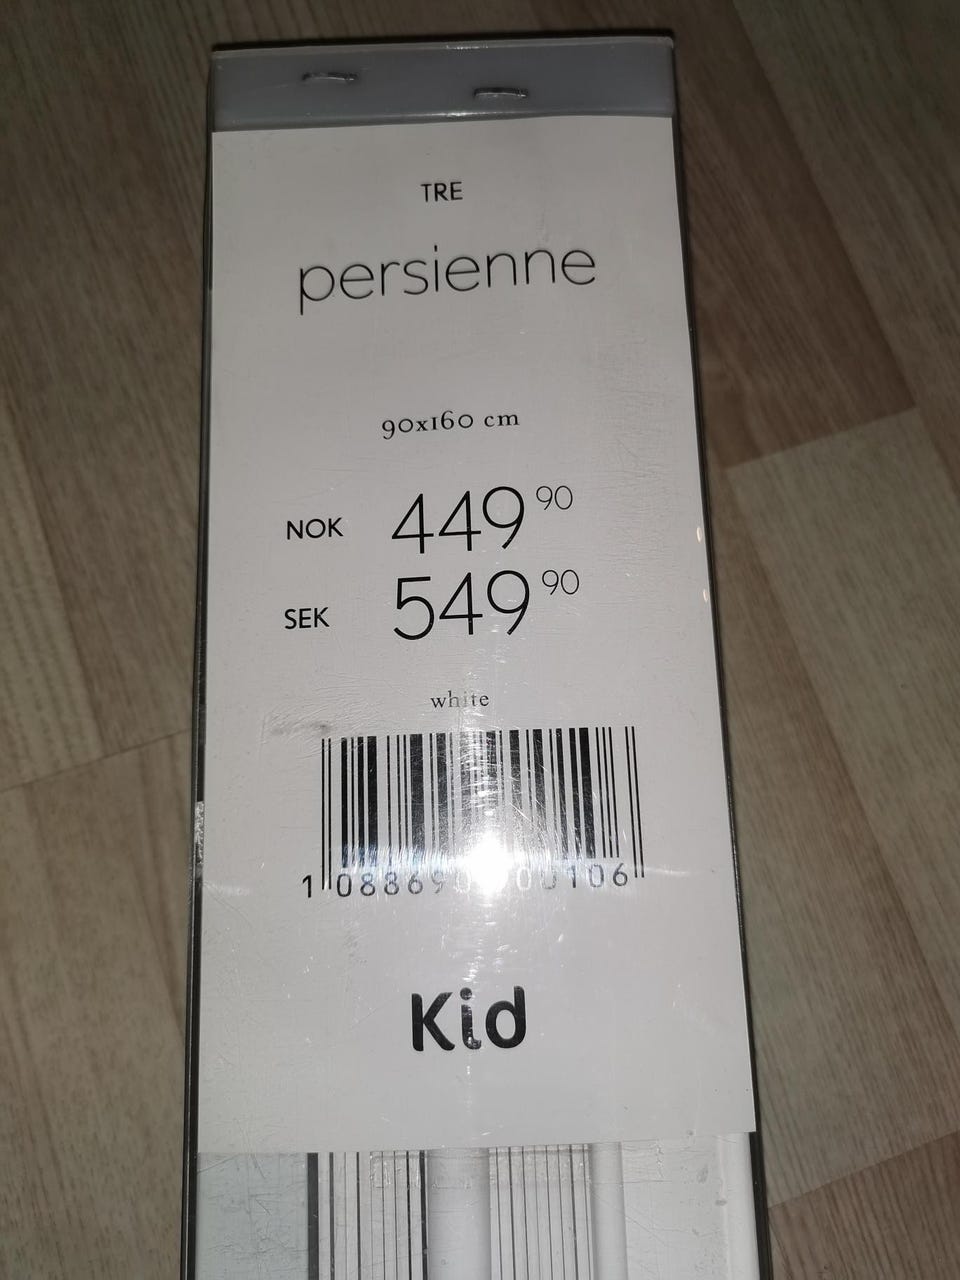 TRE
persienne
90x160 cm
NOK 449 90
SEK 549 90
white
Kid